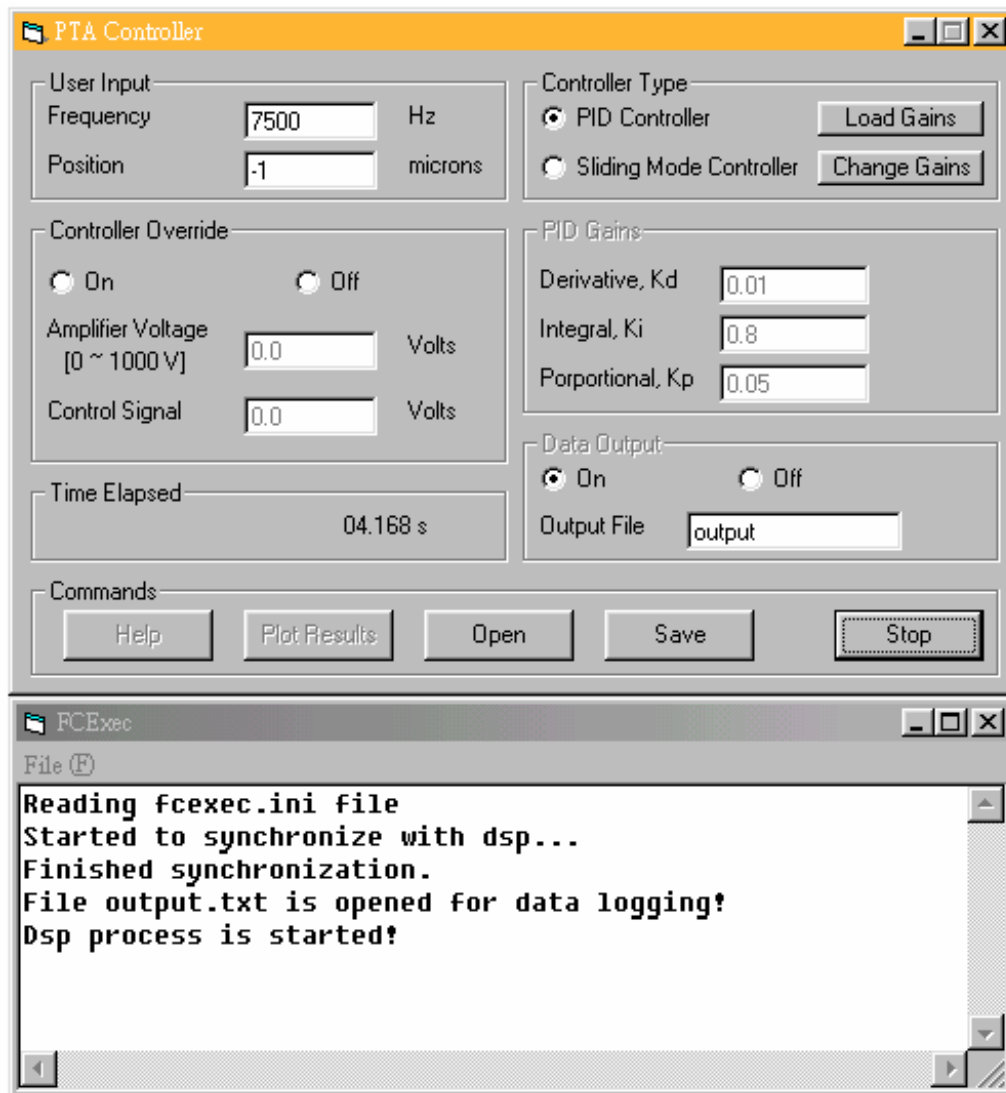 PTA Controller
User Input
Frequency 7500 Hz
Position -1 microns
Controller Type
PID Controller Load Gains
Sliding Mode Controller Change Gains
Controller Override
On Off
Amplifier Voltage
[0 ~ 1000 V] 0.0 Volts
Control Signal 0.0 Volts
PID Gains
Derivative, Kd 0.01
Integral, Ki 0.8
Porportional, Kp 0.05
Time Elapsed
04.168 s
Data Output
On Off
Output File output
Commands
Help Plot Results Open Save Stop
FCExec
File (F)
Reading fcexec.ini file
Started to synchronize with dsp...
Finished synchronization.
File output.txt is opened for data logging!
Dsp process is started!